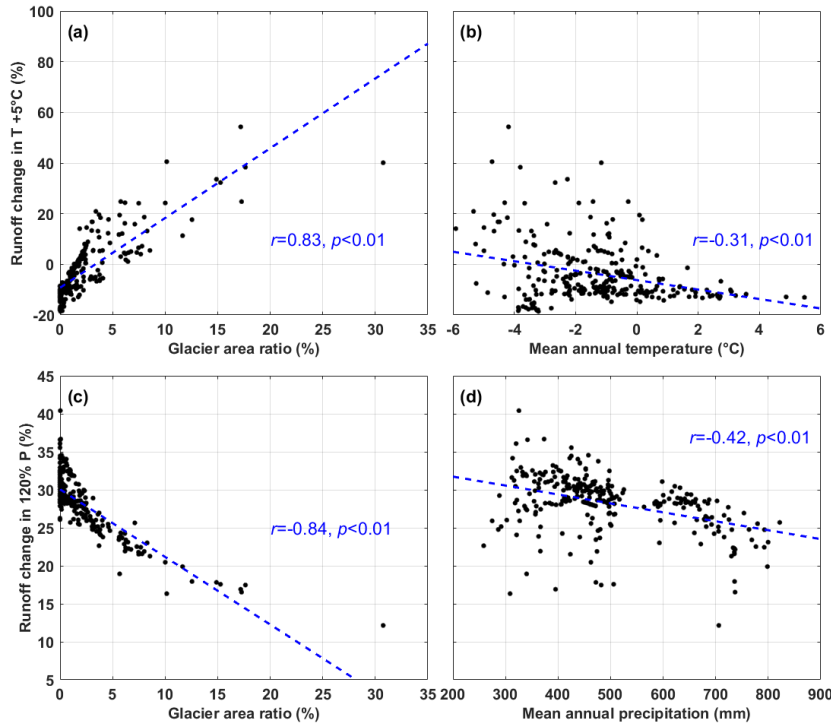 (a)
Runoff change in T +5°C (%)
100
80
60
40
20
0
-20
r=0.83, p<0.01
0 5 10 15 20 25 30 35
Glacier area ratio (%)
(b)
r=-0.31, p<0.01
-6 -4 -2 0 2 4 6
Mean annual temperature (°C)
(c)
Runoff change in 120% P (%)
45
40
35
30
25
20
15
10
5
r=-0.84, p<0.01
0 5 10 15 20 25 30 35
Glacier area ratio (%)
(d)
r=-0.42, p<0.01
200 300 400 500 600 700 800 900
Mean annual precipitation (mm)